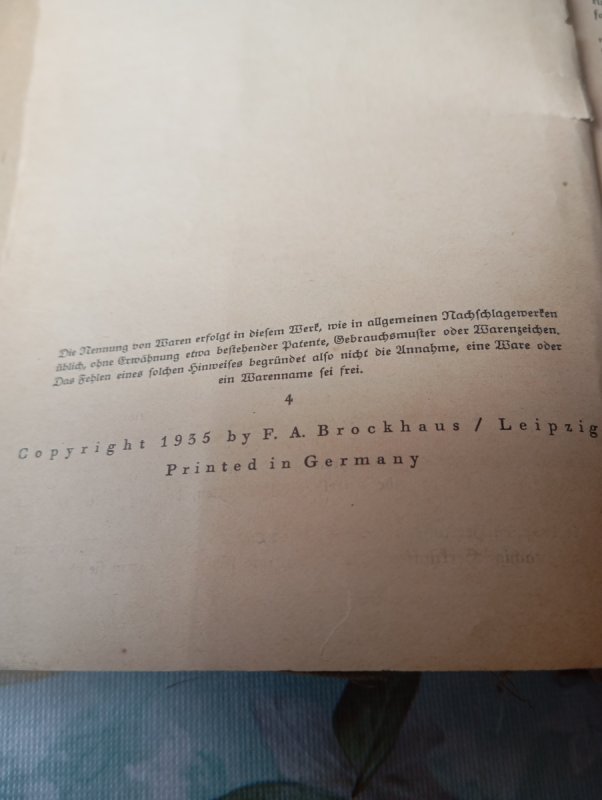 Die Nennung von Waren erfolgt in diesem Werk, wie in allgemeinen Nachschlagewerken
üblich, ohne Erwähnung etwa bestehender Patente, Gebrauchsmuster oder Warenzeichen.
Das Fehlen eines solchen Hinweises begründet also nicht die Annahme, eine Ware oder
ein Warenname sei frei.
4
Copyright 1935 by F. A. Brockhaus / Leipzig
Printed in Germany